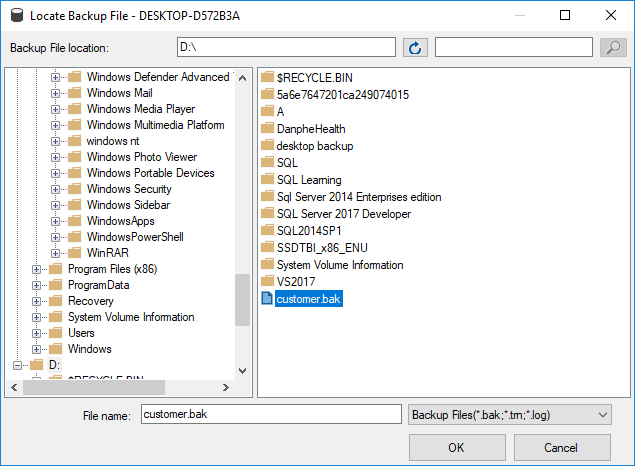 Locate Backup File - DESKTOP-D572B3A
Backup File location:
D:\
Windows Defender Advanced
Windows Mail
Windows Media Player
Windows Multimedia Platform
windows nt
Windows Photo Viewer
Windows Portable Devices
Windows Security
Windows Sidebar
WindowsApps
WindowsPowerShell
WinRAR
Program Files (x86)
ProgramData
Recovery
System Volume Information
Users
Windows
D:
$RECYCLE.BIN
$RECYCLE.BIN
5a6e7647201ca249074015
A
DanpheHealth
desktop backup
SQL
SQL Learning
Sql Server 2014 Enterprises edition
SQL Server 2017 Developer
SQL2014SP1
SSDTBI_x86_ENU
System Volume Information
VS2017
customer.bak
File name:
customer.bak
Backup Files(*.bak;*.trn;*.log)
OK
Cancel